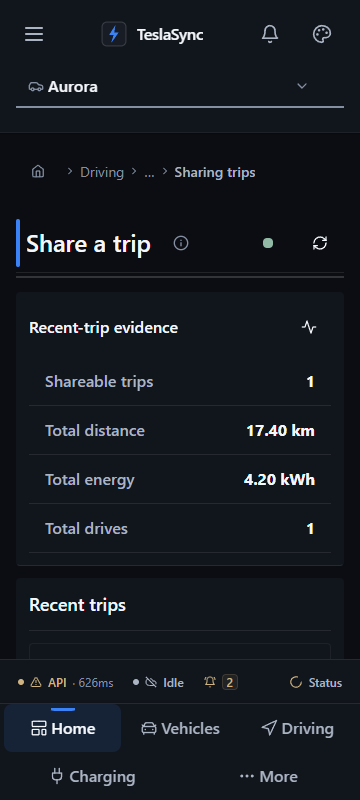 TeslaSync
Aurora
Driving ... Sharing trips
Share a trip
Recent-trip evidence
Shareable trips 1
Total distance 17.40 km
Total energy 4.20 kWh
Total drives 1
Recent trips
API · 626ms Idle 2 Status
Home Vehicles Driving
Charging More